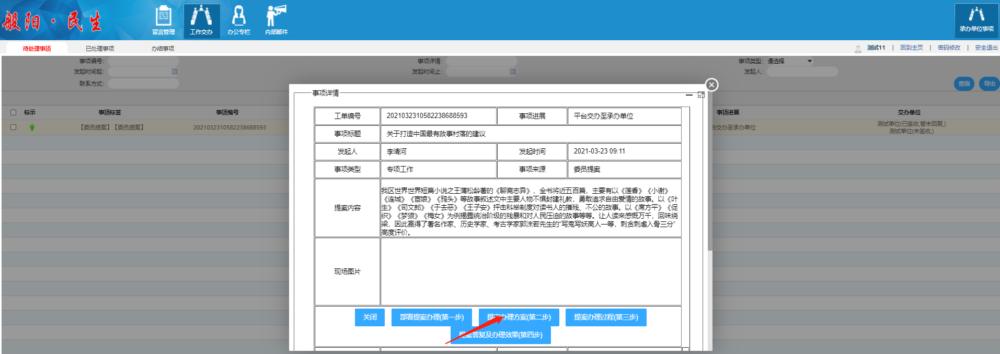 般阳·民生
留言管理
工作交办
办公专栏
内部邮件
承办单位事项
待处理事项
已处理事项
办结事项
测试11 | 回到主页 | 密码修改 | 安全退出
事项编号:
事项详情:
事项类型: 请选择
发起时间起:
发起时间止:
发起人:
联系方式:
查询
导出
标示
事项标签
事项编号
事项进展
交办单位
【委员提案】【委员提案】
2021032310582238688593
台交办至承办单位
测试单位(已签收,暂未回复,)
测试单位(未签收,)
事项详情
工单编号
2021032310582238688593
事项进展
平台交办至承办单位
事项标题
关于打造中国最有故事村落的建议
发起人
李清河
发起时间
2021-03-23 09:11
事项类型
专项工作
事项来源
委员提案
提案内容
我区世界世界短篇小说之王蒲松龄著的《聊斋志异》，全书将近五百篇，主要有以《莲香》《小谢》
《连城》《宦娘》《鸦头》等故事叙述文中主要人物不惧封建礼教，勇敢追求自由爱情的故事。以《叶
生》《司文郎》《于去恶》《王子安》抨击科举制度对读书人的摧残、不公的故事。以《席方平》《促
织》《梦狼》《梅女》为例揭露统治阶级的残暴和对人民压迫的故事等等。让人读来感慨万千，回味绕
梁，因此赢得了著名作家、历史学家、考古学家郭沫若先生的“写鬼写妖高人一等，刺贪刺虐入骨三分”
高度评价。
现场图片
关闭
部署提案办理(第一步)
提案办理方案(第二步)
提案办理过程(第三步)
提案答复及办理效果(第四步)